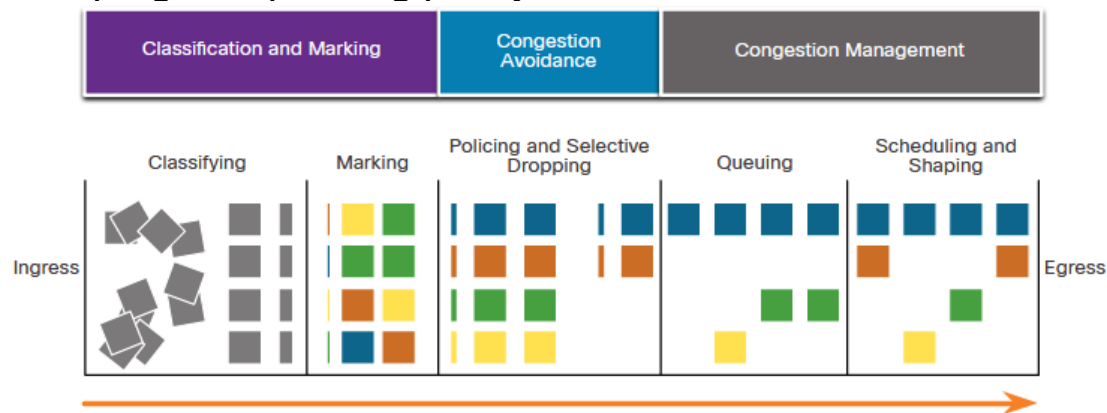 Classification and Marking
Congestion
Avoidance
Congestion Management
Classifying
Marking
Policing and Selective
Dropping
Queuing
Scheduling and
Shaping
Ingress
Egress